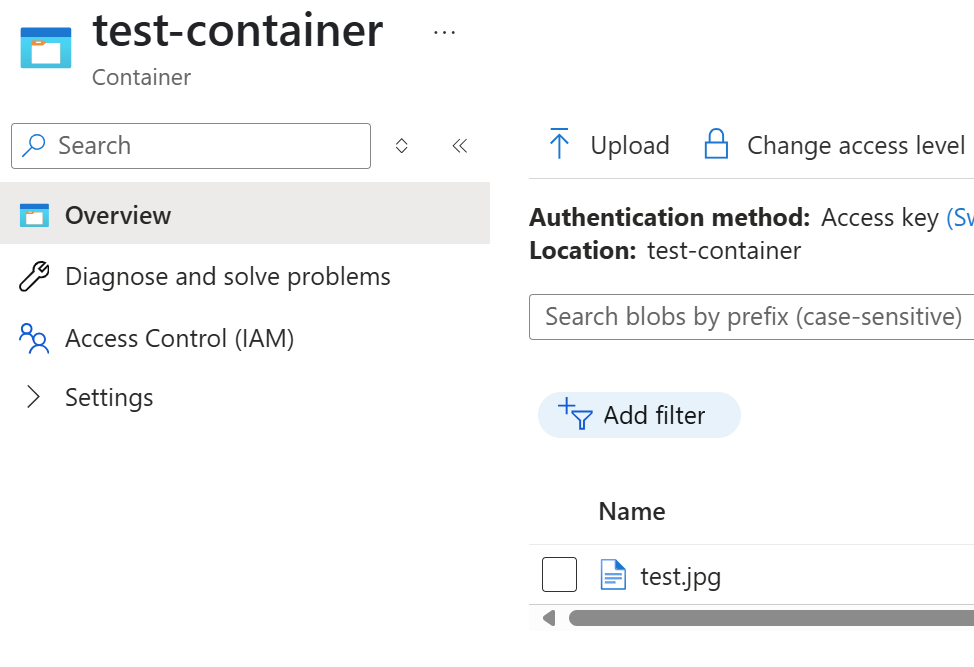 test-container
...
Container
Search
Upload
Change access level
Overview
Diagnose and solve problems
Access Control (IAM)
Settings
Authentication method: Access key (Sw
Location: test-container
Search blobs by prefix (case-sensitive)
Add filter
Name
test.jpg